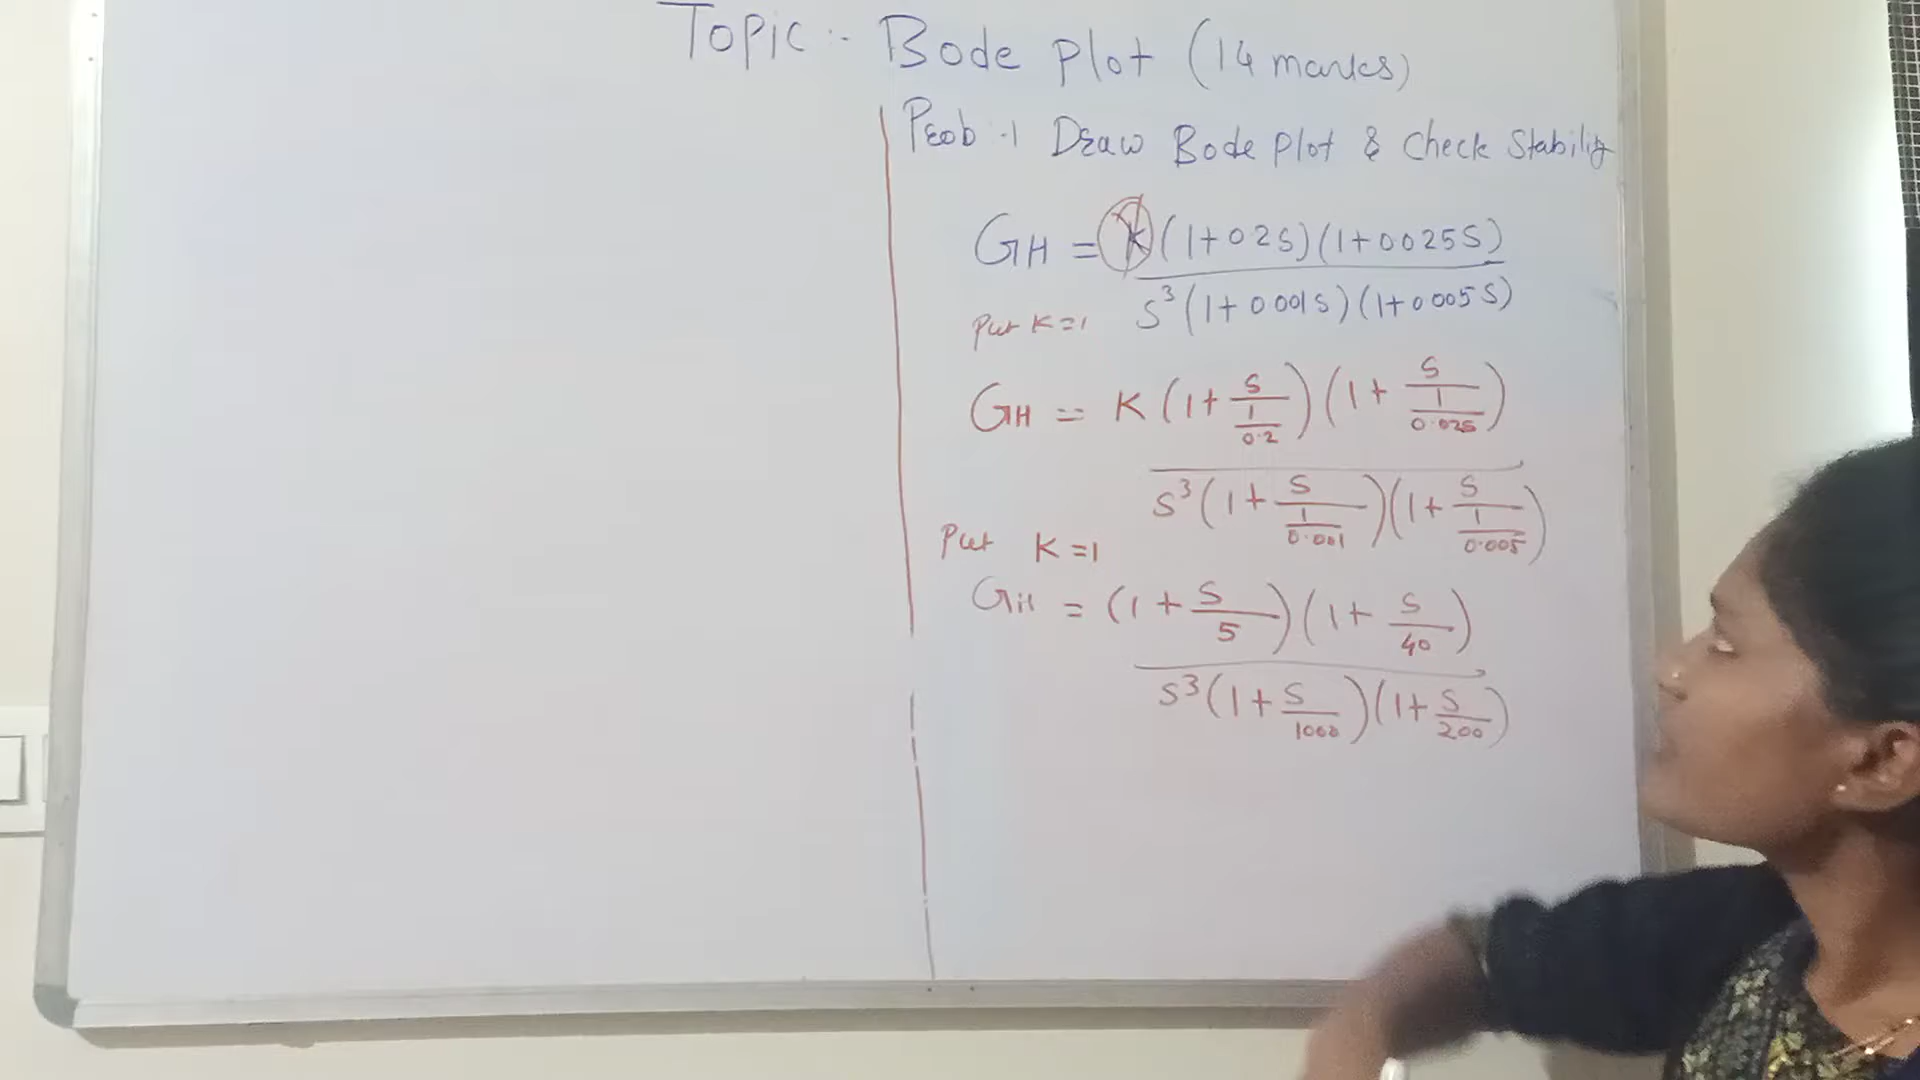 Topic :- Bode Plot (14 marks)
Prob -1 Draw Bode Plot & Check Stability
GH = K(1+0.2S)(1+0.025S)
S³(1+0.001S)(1+0.005S)
Put K=1
GH = K(1+S/(1/0.2))(1+S/(1/0.025))
S³(1+S/(1/0.001))(1+S/(1/0.005))
Put K=1
GH = (1+S/5)(1+S/40)
S³(1+S/1000)(1+S/200)